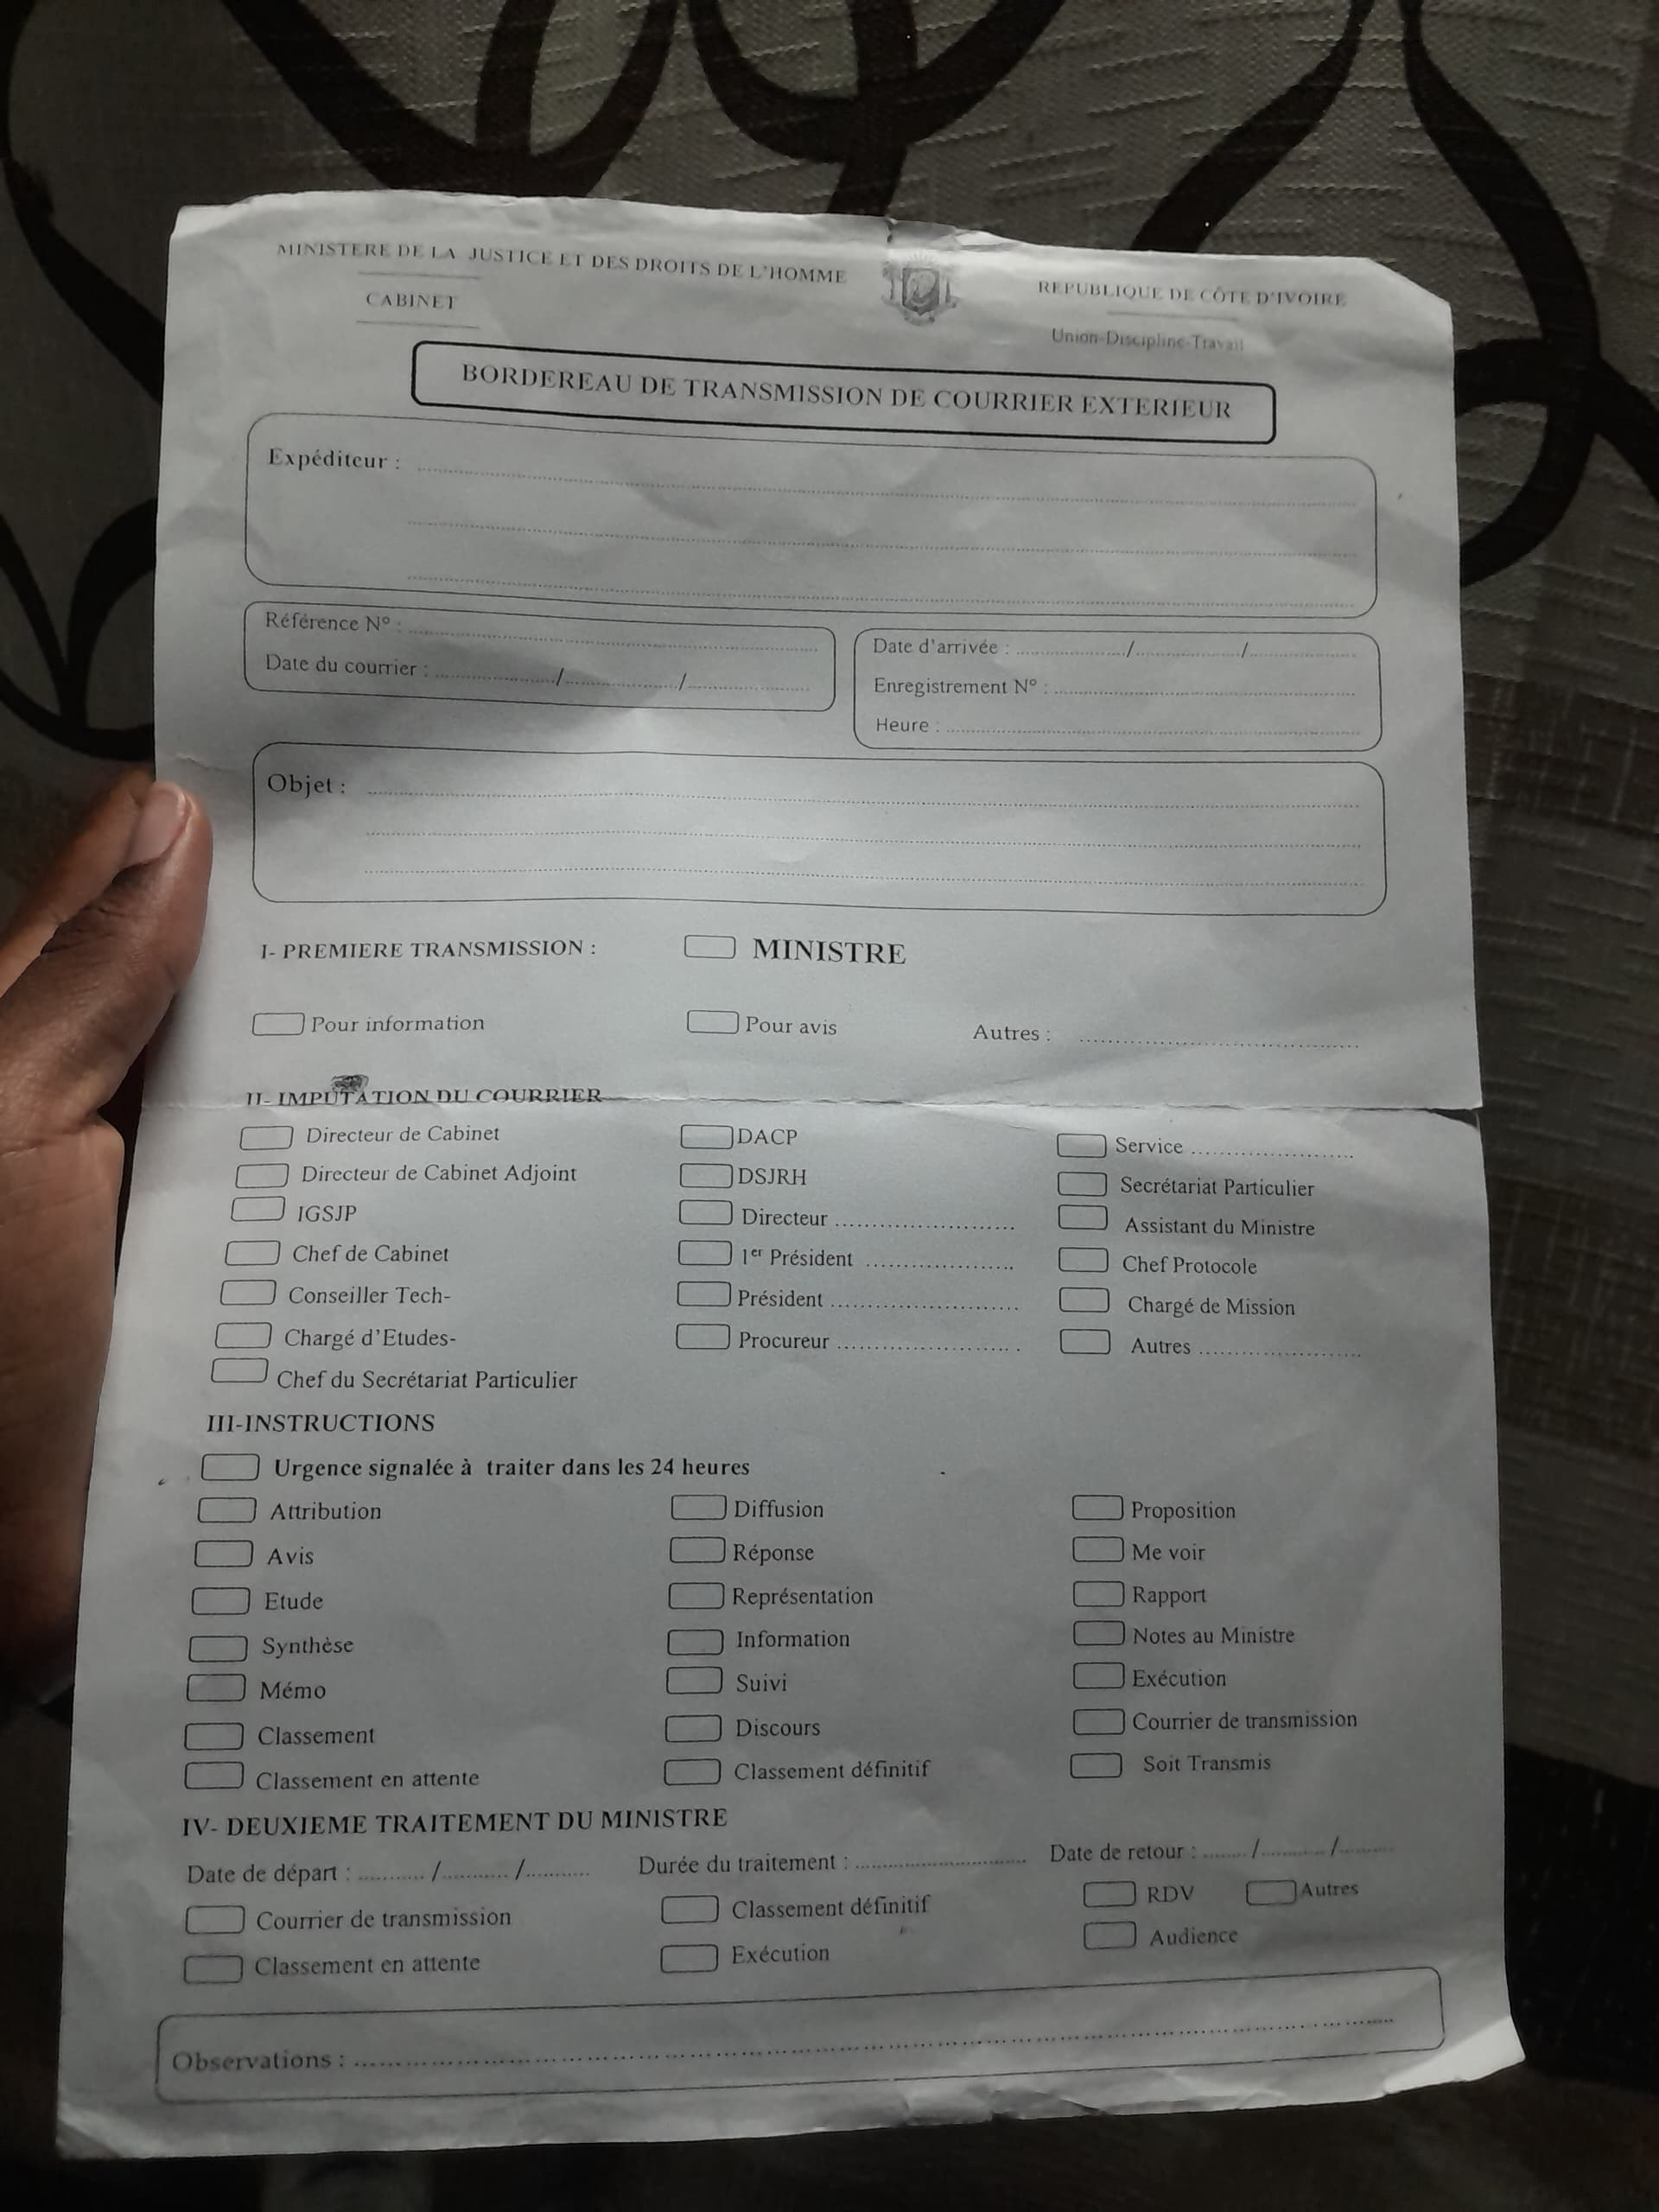 MINISTERE DE LA JUSTICE ET DES DROITS DE L'HOMME
CABINET
REPUBLIQUE DE CÔTE D'IVOIRE
Union-Discipline-Travail
BORDEREAU DE TRANSMISSION DE COURRIER EXTERIEUR
Expéditeur :
Référence N° :
Date du courrier : ............/............/............
Date d'arrivée : ............/............/............
Enregistrement N° :
Heure :
Objet :
I- PREMIERE TRANSMISSION : MINISTRE
Pour information Pour avis Autres :
II- IMPUTATION DU COURRIER
Directeur de Cabinet DACP Service
Directeur de Cabinet Adjoint DSJRH Secrétariat Particulier
IGSJP Directeur Assistant du Ministre
Chef de Cabinet 1er Président Chef Protocole
Conseiller Tech- Président Chargé de Mission
Chargé d'Etudes- Procureur Autres
Chef du Secrétariat Particulier
III-INSTRUCTIONS
Urgence signalée à traiter dans les 24 heures
Attribution Diffusion Proposition
Avis Réponse Me voir
Etude Représentation Rapport
Synthèse Information Notes au Ministre
Mémo Suivi Exécution
Classement Discours Courrier de transmission
Classement en attente Classement définitif Soit Transmis
IV- DEUXIEME TRAITEMENT DU MINISTRE
Date de départ : ........../........../.......... Durée du traitement : .......... Date de retour : ......../........../..........
Courrier de transmission Classement définitif RDV Autres
Classement en attente Exécution Audience
Observations :